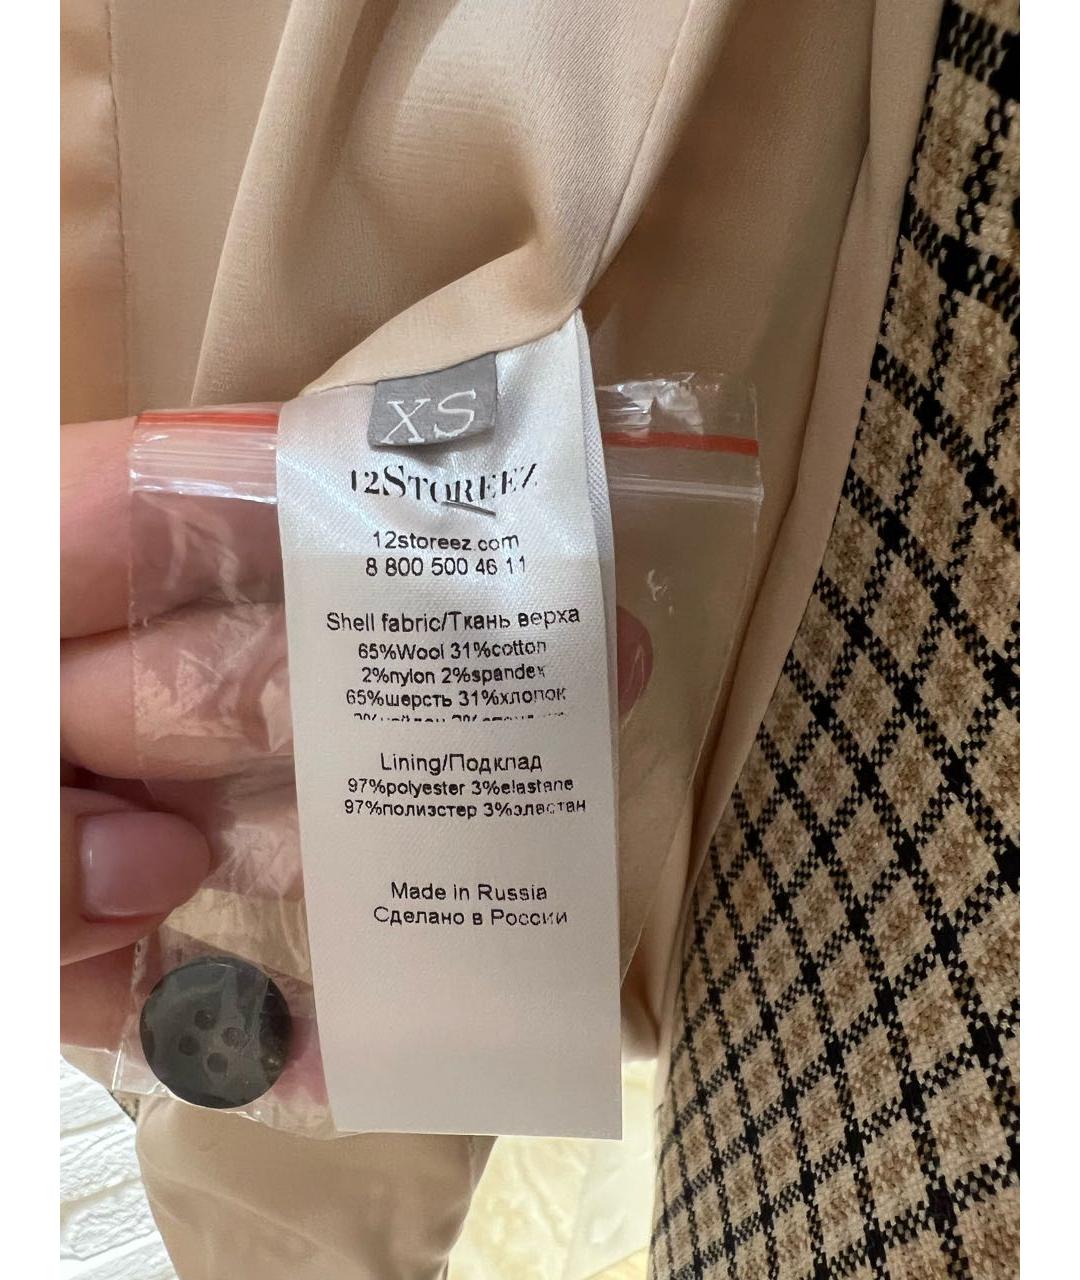 XS
12STOREEZ
12storeez.com
8 800 500 46 11
Shell fabric/Ткань верха
65%Wool 31%cotton
2%nylon 2%spandex
65%шерсть 31%хлопок
Lining/Подклад
97%polyester 3%elastane
97%полиэстер 3%эластан
Made in Russia
Сделано в России